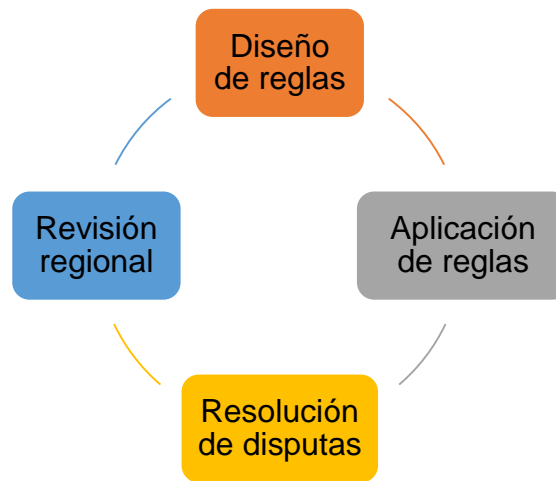 Diseño
de reglas
Revisión
regional
Aplicación
de reglas
Resolución
de disputas